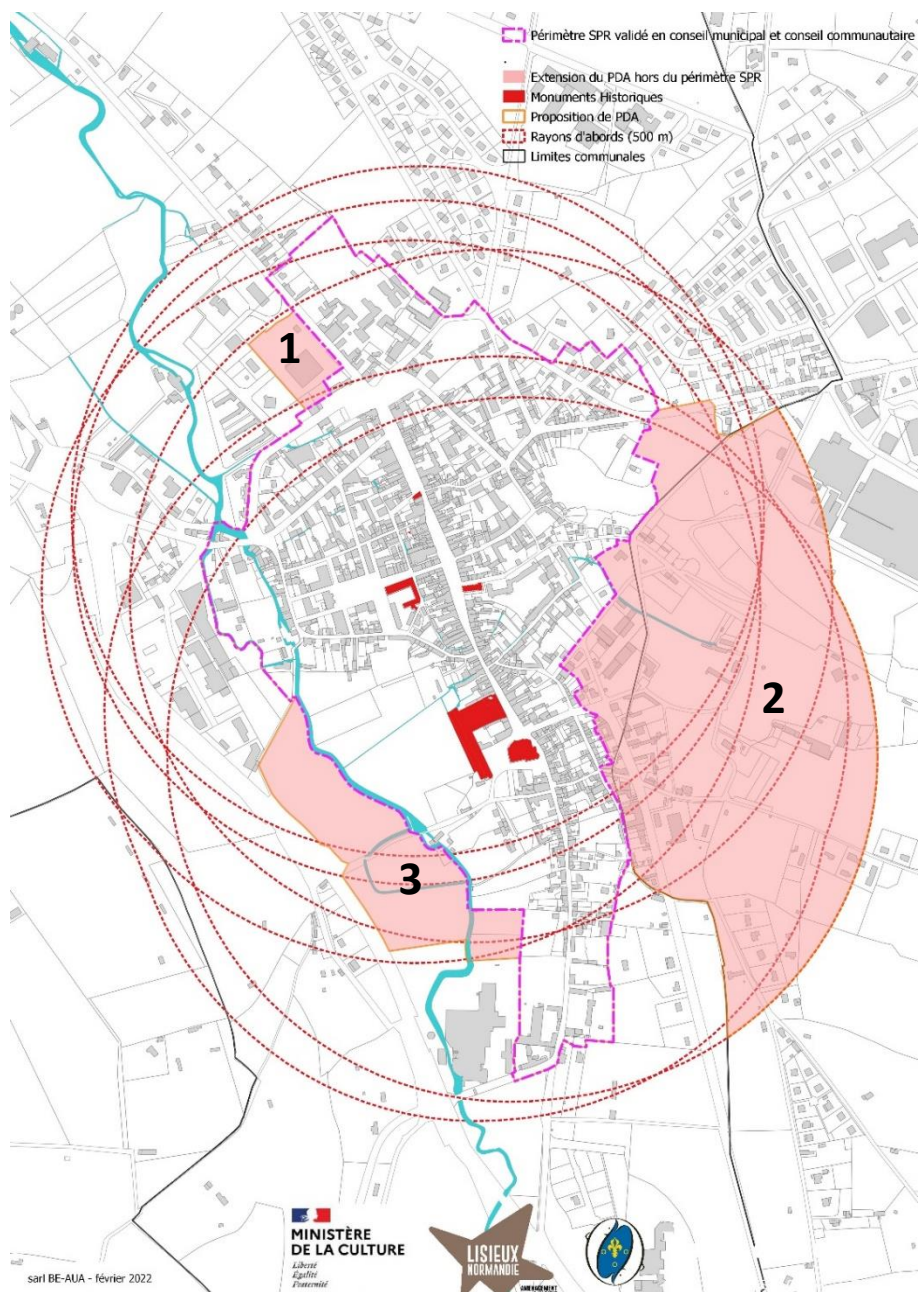 Périmètre SPR validé en conseil municipal et conseil communautaire
Extension du PDA hors du périmètre SPR
Monuments Historiques
Proposition de PDA
Rayons d'abords (500 m)
Limites communales
1
2
3
MINISTÈRE
DE LA CULTURE
Liberté
Égalité
Fraternité
LISIEUX
NORMANDIE
AMÉNAGEMENT
sarl BE-AUA - février 2022